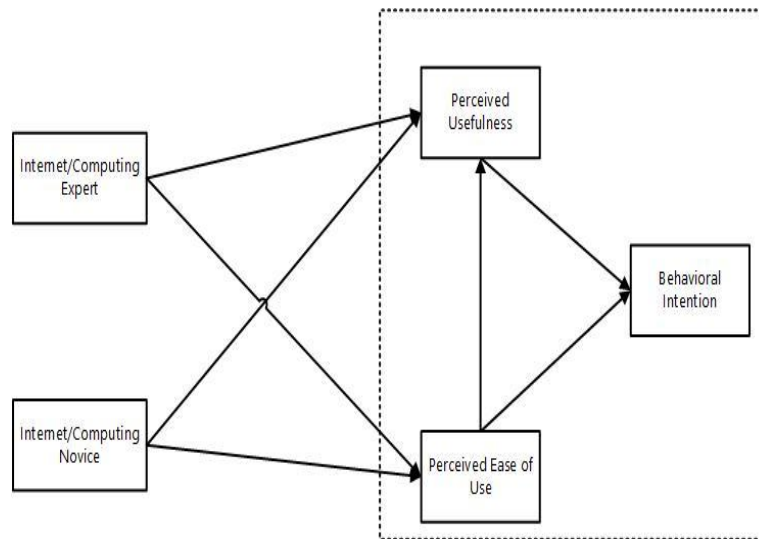 Perceived
Usefulness
Internet/Computing
Expert
Behavioral
Intention
Internet/Computing
Novice
Perceived Ease of
Use